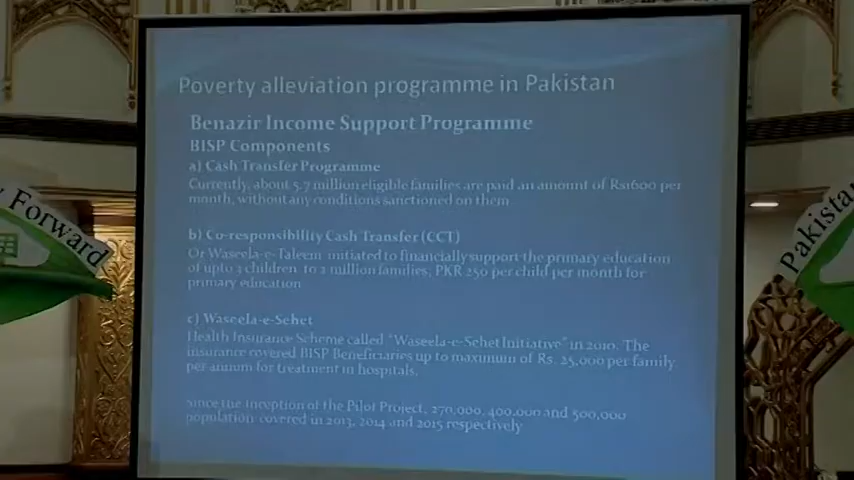 Poverty alleviation programme in Pakistan
Benazir Income Support Programme
BISP Components
a) Cash Transfer Programme
Currently, about 5.7 million eligible families are paid an amount of Rs1600 per
month, without any conditions sanctioned on them
b) Co-responsibility Cash Transfer (CCT)
Or Waseela-e-Taleem initiated to financially support the primary education
of upto 3 children to 2 million families, PKR 250 per child per month for
primary education
c) Waseela-e-Sehet
Health Insurance Scheme called "Waseela-e-Sehet Initiative" in 2010. The
insurance covered BISP Beneficiaries up to maximum of Rs. 25,000 per family
per annum for treatment in hospitals.
Since the inception of the Pilot Project, 270,000, 400,000 and 500,000
population covered in 2013, 2014 and 2015 respectively
Forward
Pakistan